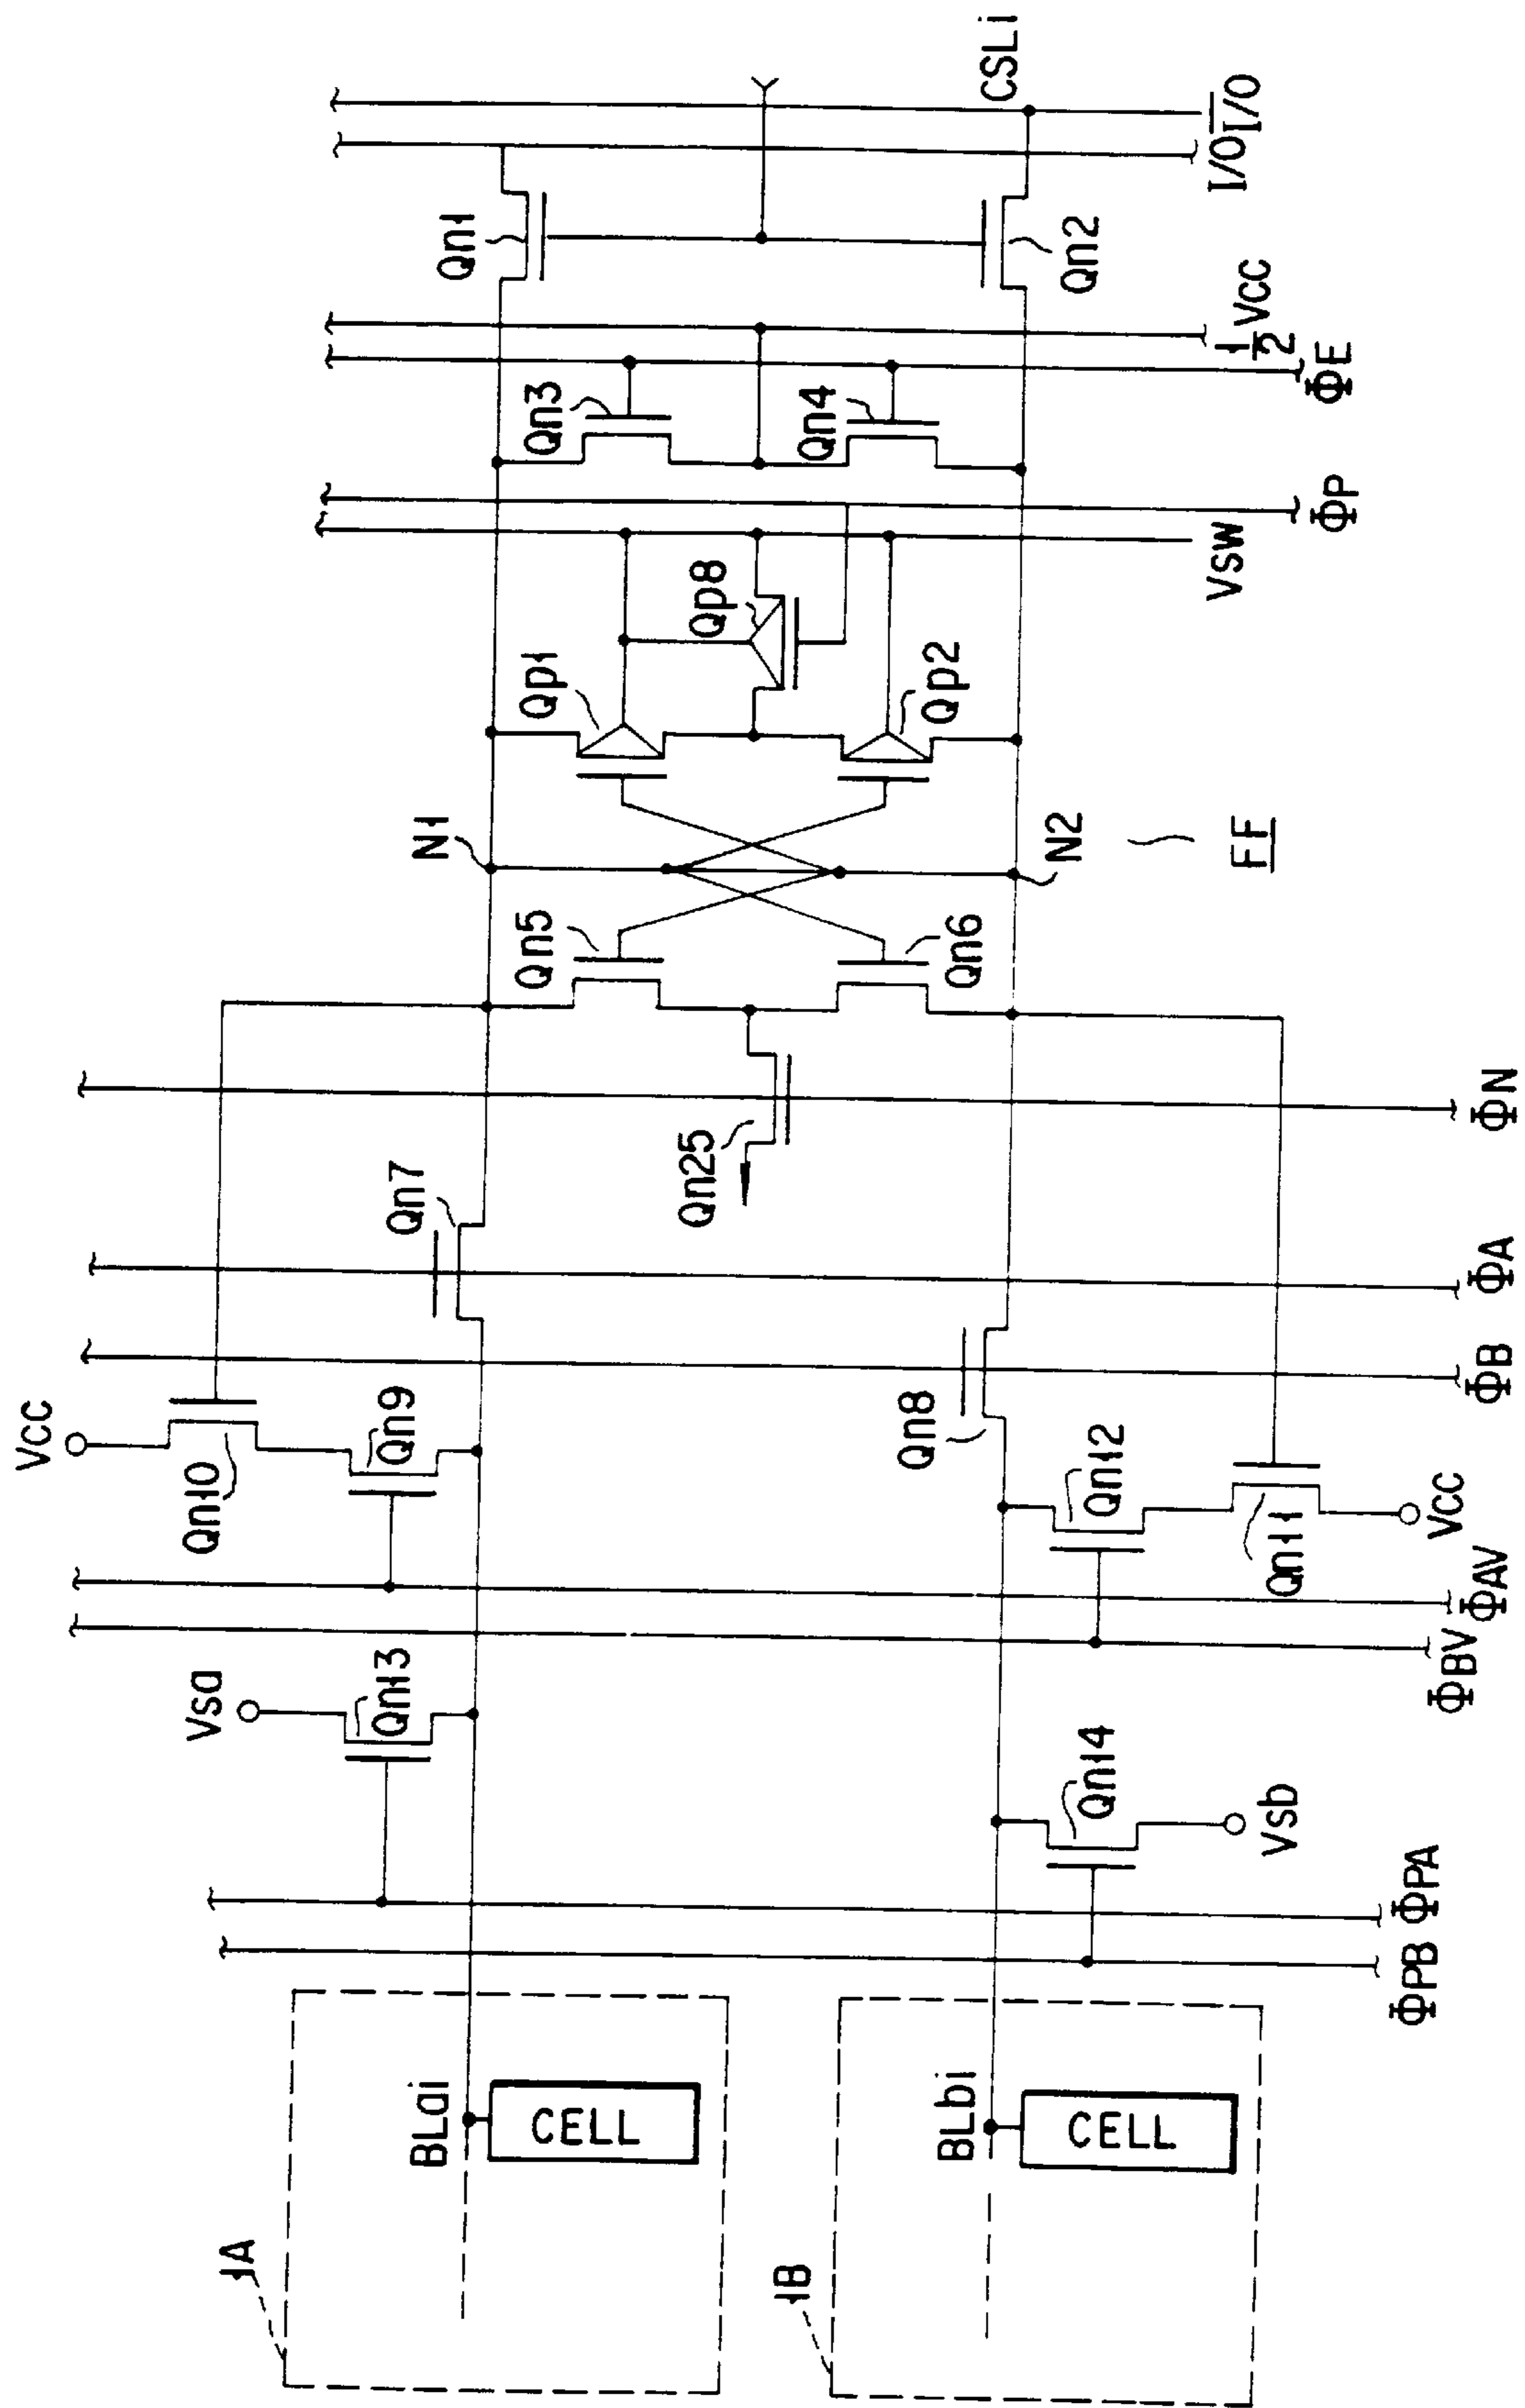 CSLi
I/O
I/O
Qn1
Qn2
1/2 VCC
ΦE
Qn3
Qn4
ΦP
VSW
Qp8
Qp1
Qp2
N1
N2
FF
Qn5
Qn6
ΦN
Qn25
Qn7
ΦA
ΦB
VCC
Qn10
Qn9
Qn8
Qn12
Qn11
VCC
ΦAV
ΦBV
Vsa
Qn13
Qn14
Vsb
ΦPA
ΦPB
BLai
CELL
BLbi
CELL
1A
1B